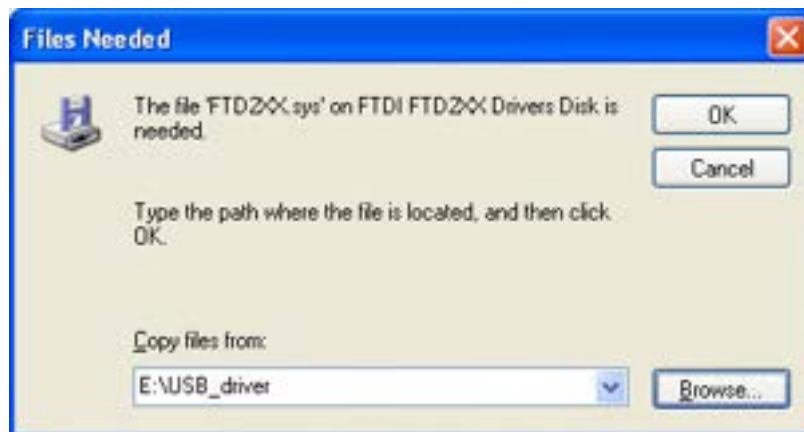 Files Needed
The file 'FTD2XX.sys' on FTDI FTD2XX Drivers Disk is
needed.
OK
Cancel
Type the path where the file is located, and then click
OK.
Copy files from:
E:\USB_driver
Browse...